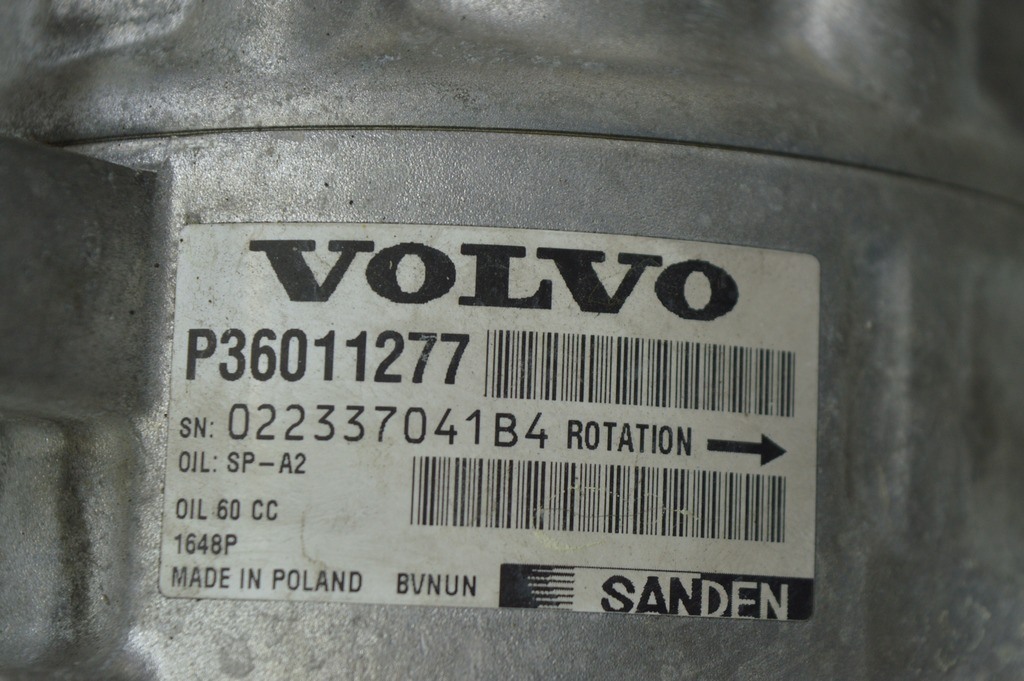 VOLVO
P36011277
SN: 022337041B4 ROTATION
OIL: SP-A2
OIL 60 CC
1648P
MADE IN POLAND BVNUN SANDEN